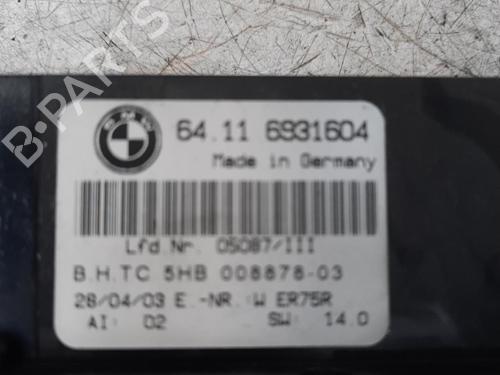 64.11 6931604
Made in Germany
Lfd.Nr. 05087/III
B.H.TC 5HB 008878-03
28/04/03 E.-NR.:W ER75R
AI: 02 SW: 14.0
B-PARTS